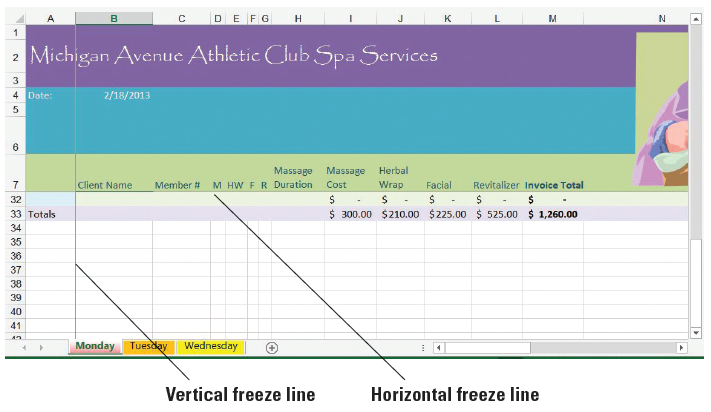 A B C D E F G H I J K L M N
1
2 Michigan Avenue Athletic Club Spa Services
3
4 Date: 2/18/2013
5
6
Massage Massage Herbal
7 Client Name Member # M HW F R Duration Cost Wrap Facial Revitalizer Invoice Total
32 $ - $ - $ - $ - $ -
33 Totals $ 300.00 $210.00 $225.00 $ 525.00 $ 1,260.00
34
35
36
37
38
39
40
41
42
Monday Tuesday Wednesday
Vertical freeze line Horizontal freeze line